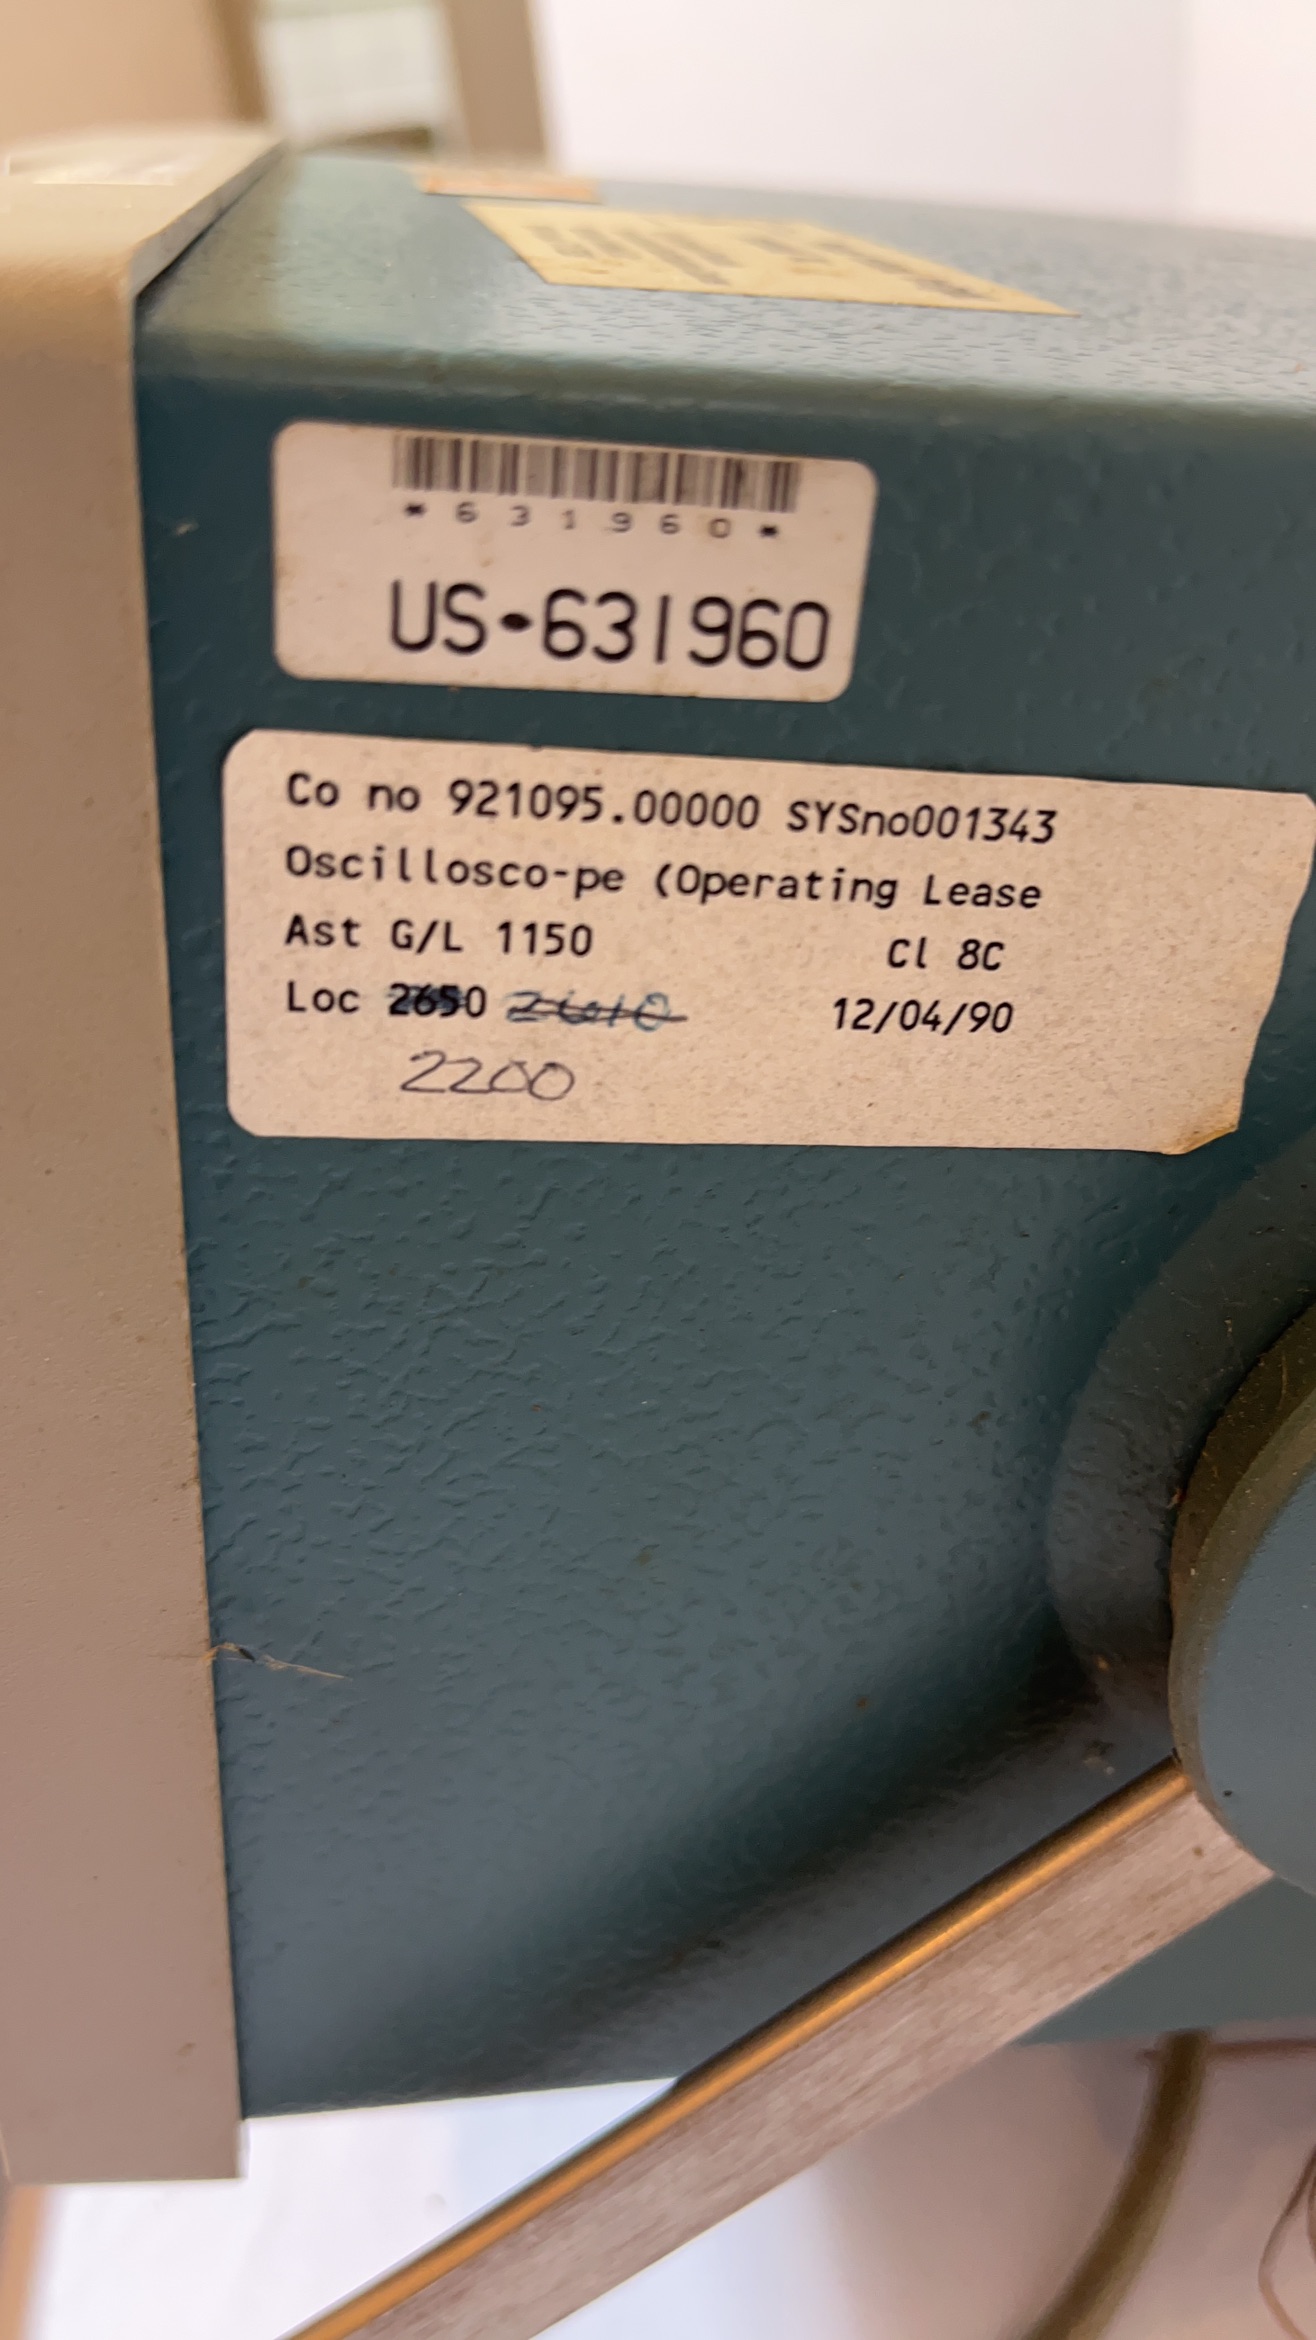 *631960*
US-631960
Co no 921095.00000 SYSno001343
Oscillosco-pe (Operating Lease
Ast G/L 1150 Cl 8C
Loc 2650 2610 12/04/90
2200